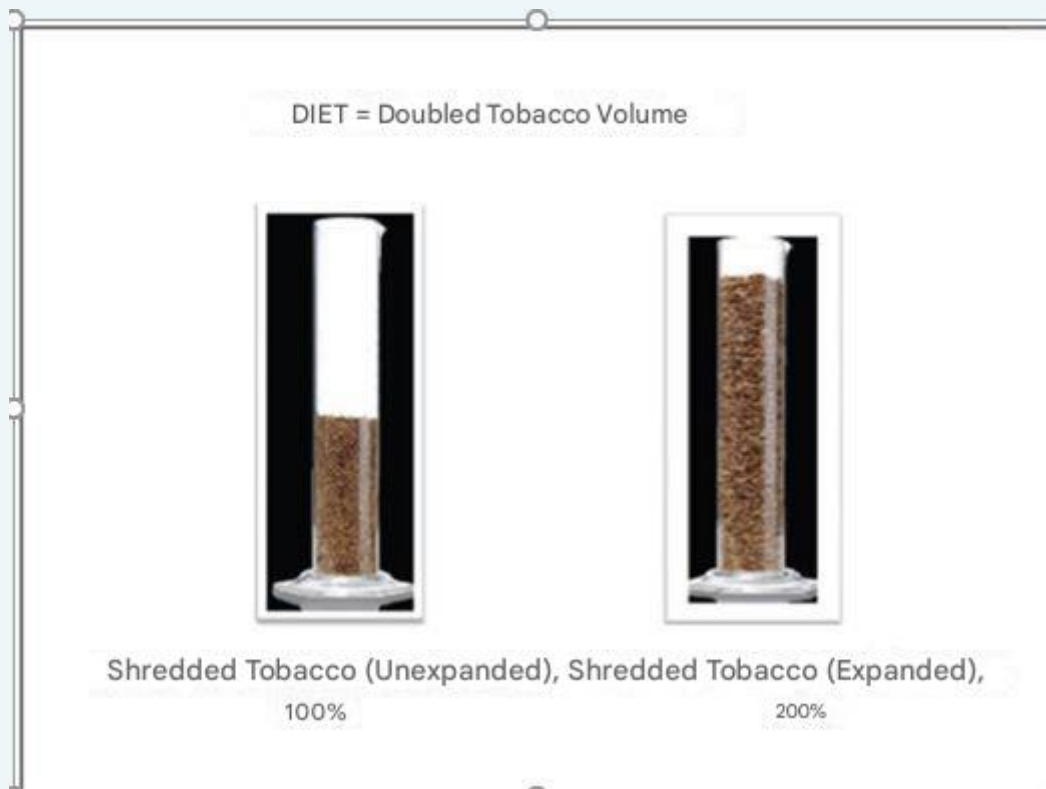 DIET = Doubled Tobacco Volume
Shredded Tobacco (Unexpanded), Shredded Tobacco (Expanded),
100% 200%